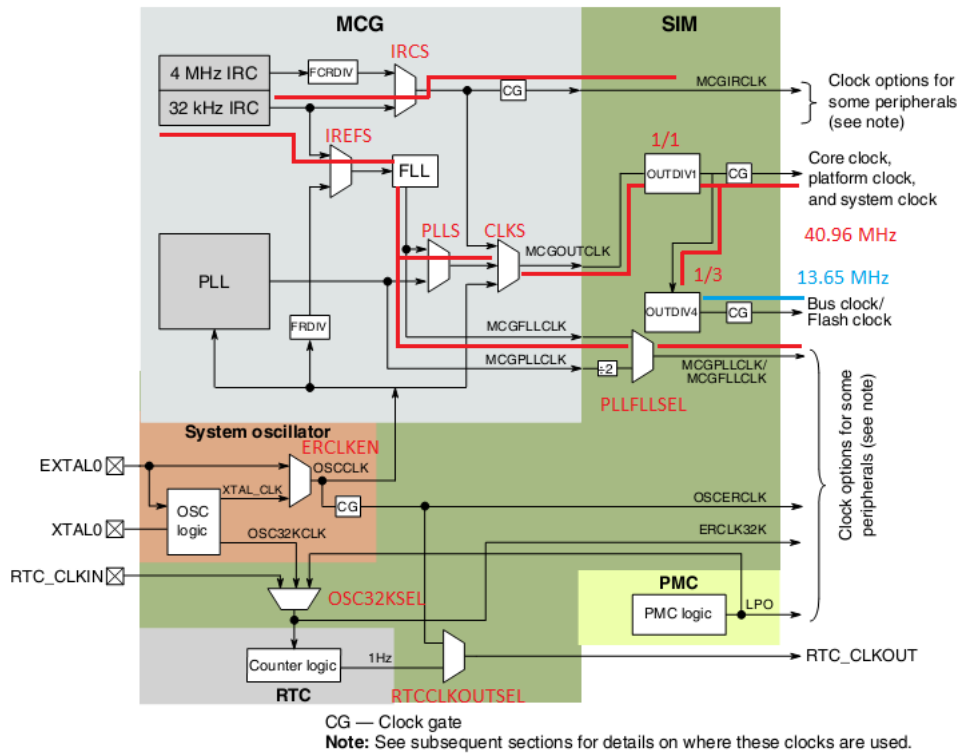 MCG
SIM
IRCS
4 MHz IRC
FCRDIV
32 kHz IRC
CG
MCGIRCLK
Clock options for
some peripherals
(see note)
IREFS
1/1
FLL
OUTDIV1
CG
Core clock,
platform clock,
and system clock
PLLS
CLKS
MCGOUTCLK
40.96 MHz
PLL
1/3
13.65 MHz
FRDIV
OUTDIV4
CG
Bus clock/
Flash clock
MCGFLLCLK
MCGPLLCLK
÷2
MCGPLLCLK/
MCGFLLCLK
PLLFLLSEL
Clock options for some
peripherals (see note)
System oscillator
ERCLKEN
EXTAL0
OSCCLK
XTAL_CLK
OSC
logic
CG
OSCERCLK
XTAL0
OSC32KCLK
ERCLK32K
RTC_CLKIN
OSC32KSEL
PMC
PMC logic
LPO
Counter logic
1Hz
RTC_CLKOUT
RTC
RTCCLKOUTSEL
CG — Clock gate
Note: See subsequent sections for details on where these clocks are used.